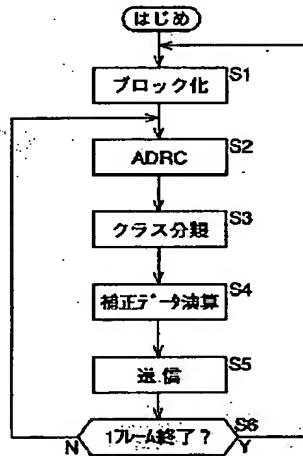 はじめ
ブロック化 S1
ADRC S2
クラス分類 S3
補正データ演算 S4
送信 S5
1フレーム終了? S6
N Y